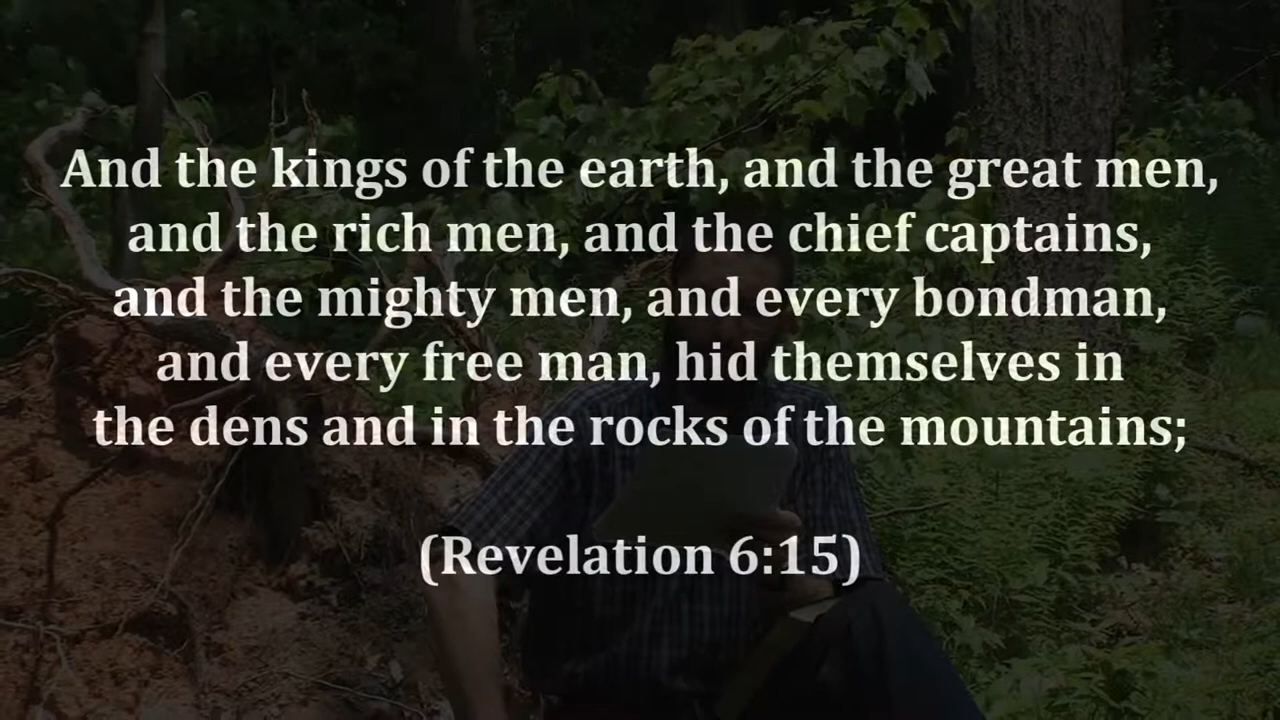 And the kings of the earth, and the great men,
and the rich men, and the chief captains,
and the mighty men, and every bondman,
and every free man, hid themselves in
the dens and in the rocks of the mountains;
(Revelation 6:15)